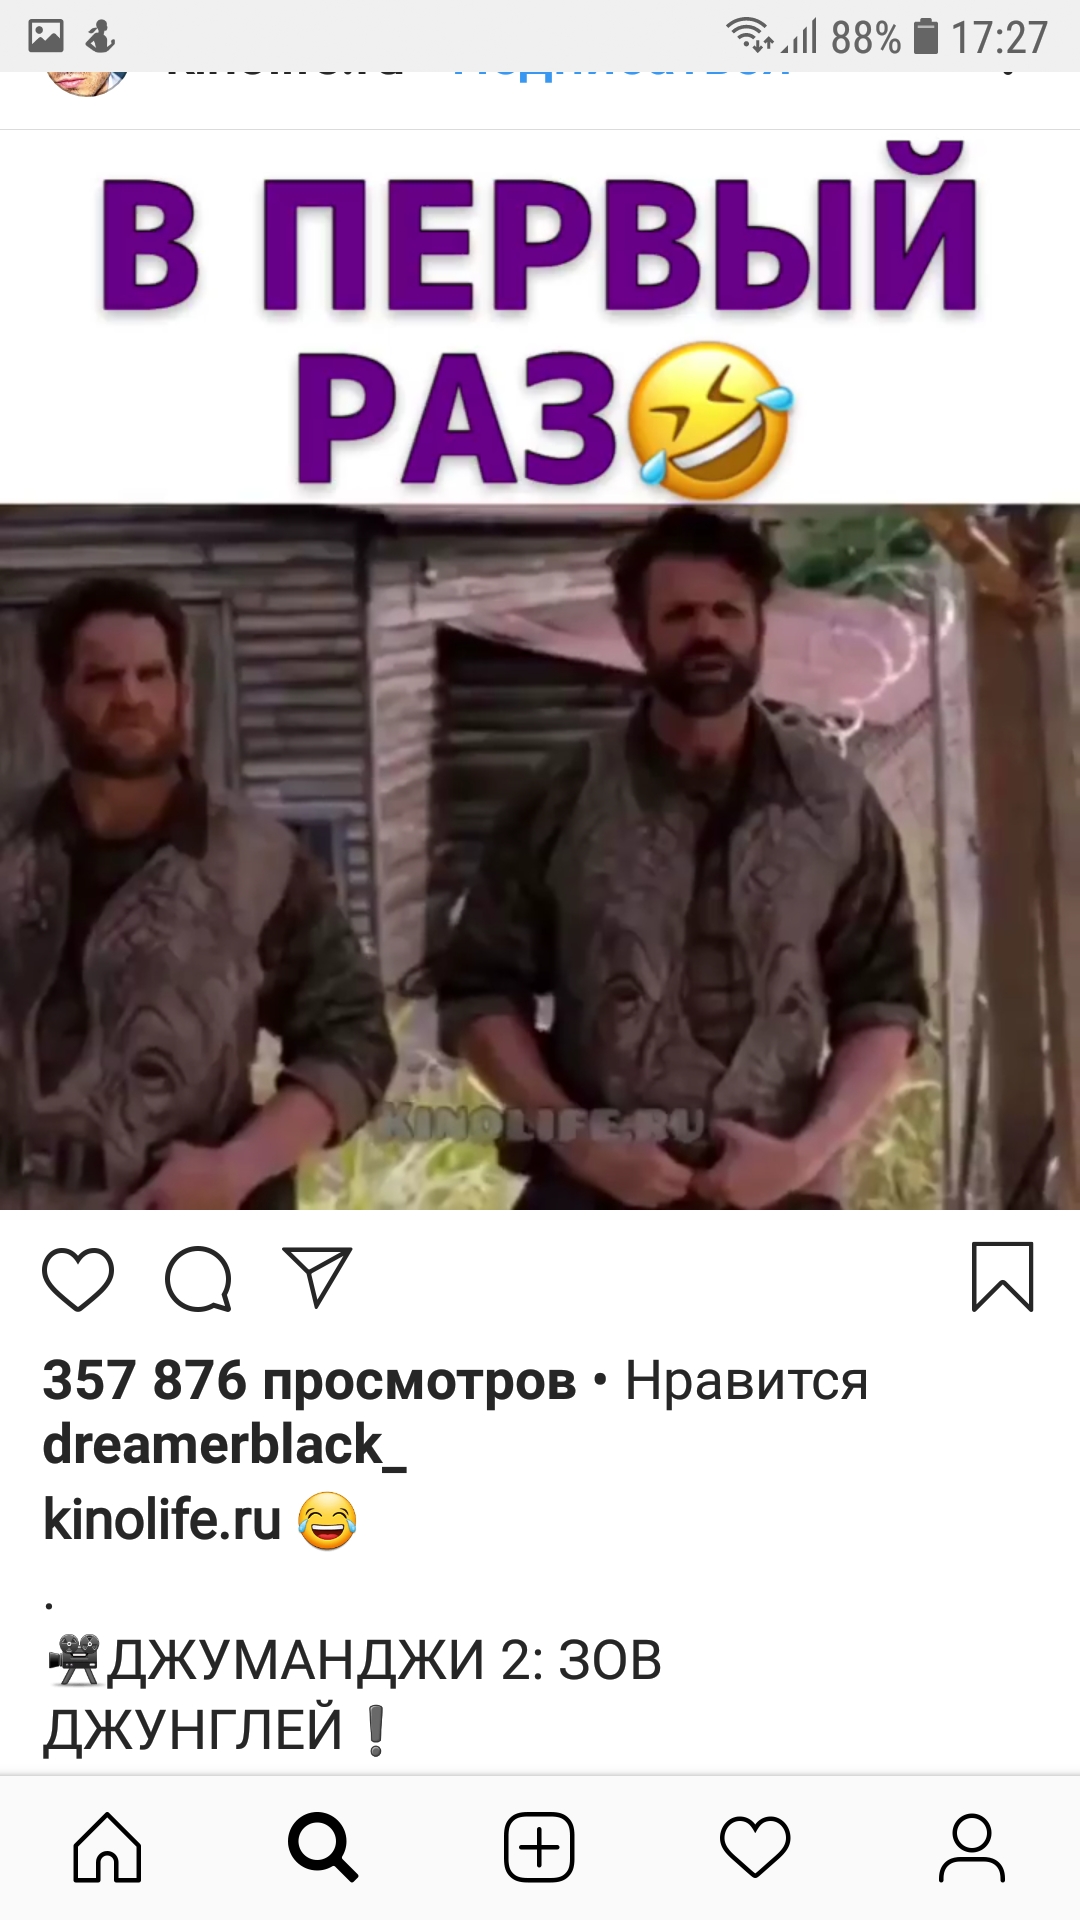 88% 17:27
В ПЕРВЫЙ
РАЗ🤣
KINOLIFE.RU
357 876 просмотров • Нравится
dreamerblack_
kinolife.ru 😂
.
🎥ДЖУМАНДЖИ 2: ЗОВ
ДЖУНГЛЕЙ❗